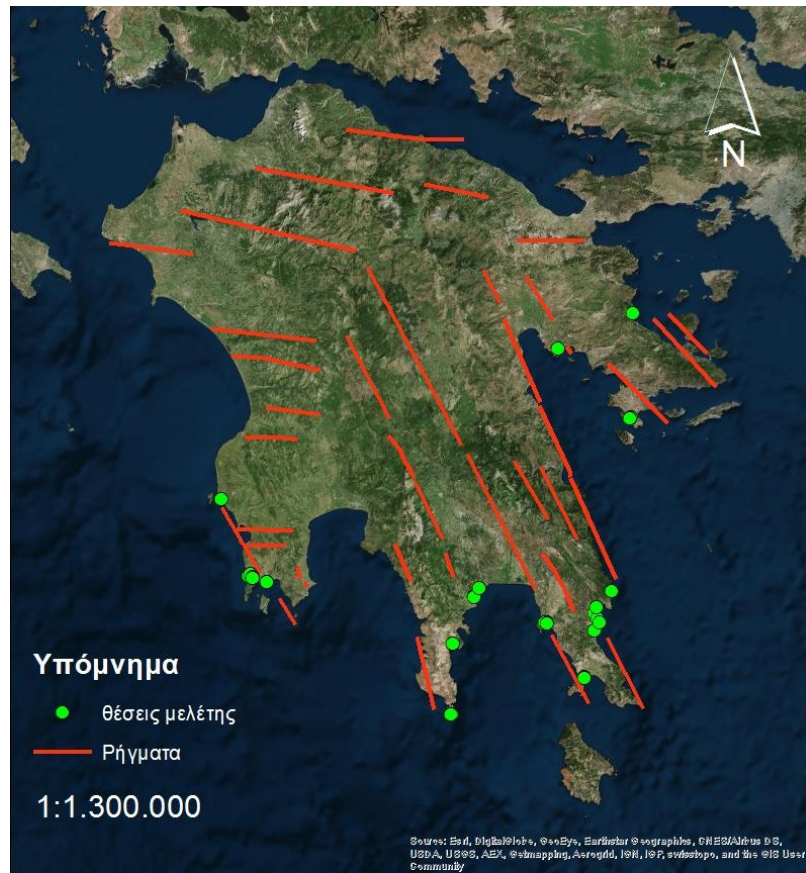 N
Υπόμνημα
θέσεις μελέτης
Ρήγματα
1:1.300.000
Source: Esri, DigitalGlobe, GeoEye, Earthstar Geographics, CNES/Airbus DS,
USDA, USGS, AEX, Getmapping, Aerogrid, IGN, IGP, swisstopo, and the GIS User
Community